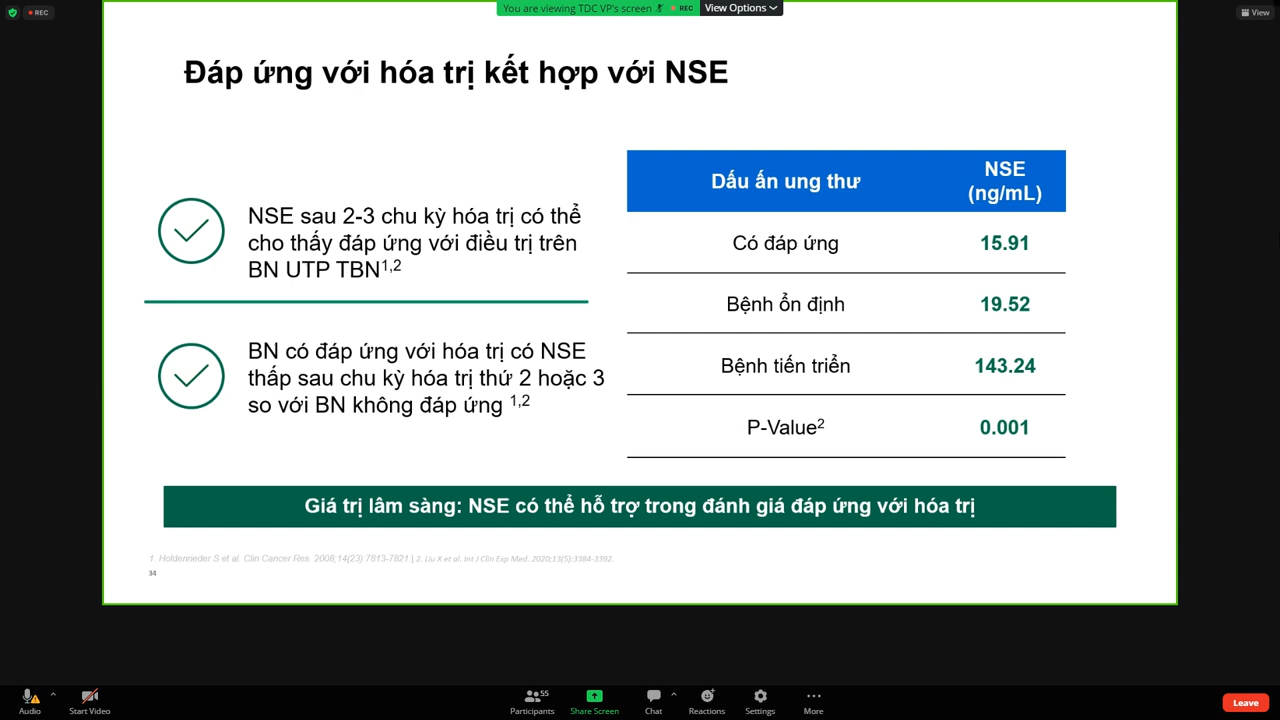 You are viewing TDC VP's screen
REC
View Options
REC
View
Đáp ứng với hóa trị kết hợp với NSE
NSE sau 2-3 chu kỳ hóa trị có thể
cho thấy đáp ứng với điều trị trên
BN UTP TBN1,2
BN có đáp ứng với hóa trị có NSE
thấp sau chu kỳ hóa trị thứ 2 hoặc 3
so với BN không đáp ứng 1,2
Dấu ấn ung thư NSE (ng/mL)
Có đáp ứng 15.91
Bệnh ổn định 19.52
Bệnh tiến triển 143.24
P-Value2 0.001
Giá trị lâm sàng: NSE có thể hỗ trợ trong đánh giá đáp ứng với hóa trị
1. Holdenrieder S et al. Clin Cancer Res. 2008;14(23):7813-7821 | 2. Liu X et al. Int J Clin Exp Med. 2020;13(5):3384-3392.
34
Audio
Start Video
55
Participants
Share Screen
Chat
Reactions
Settings
More
Leave